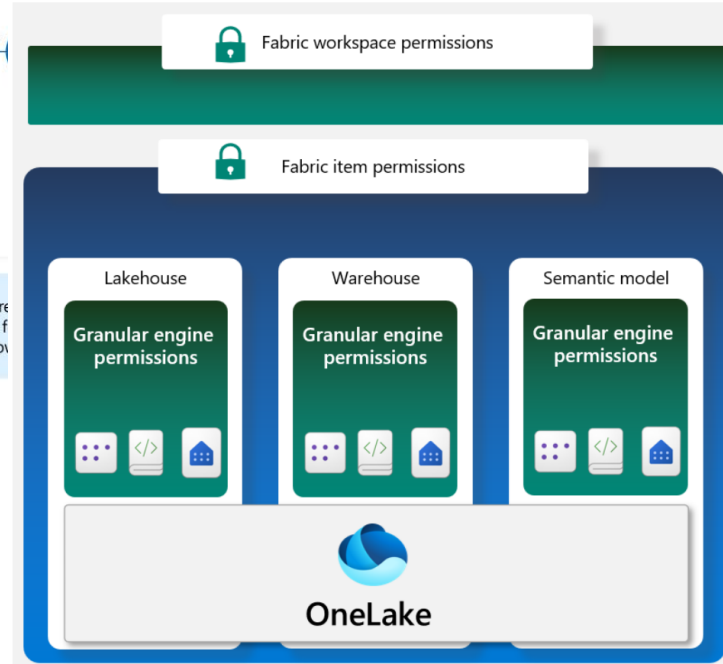 Fabric workspace permissions
Fabric item permissions
Lakehouse
Granular engine
permissions
</>
Warehouse
Granular engine
permissions
</>
Semantic model
Granular engine
permissions
</>
OneLake